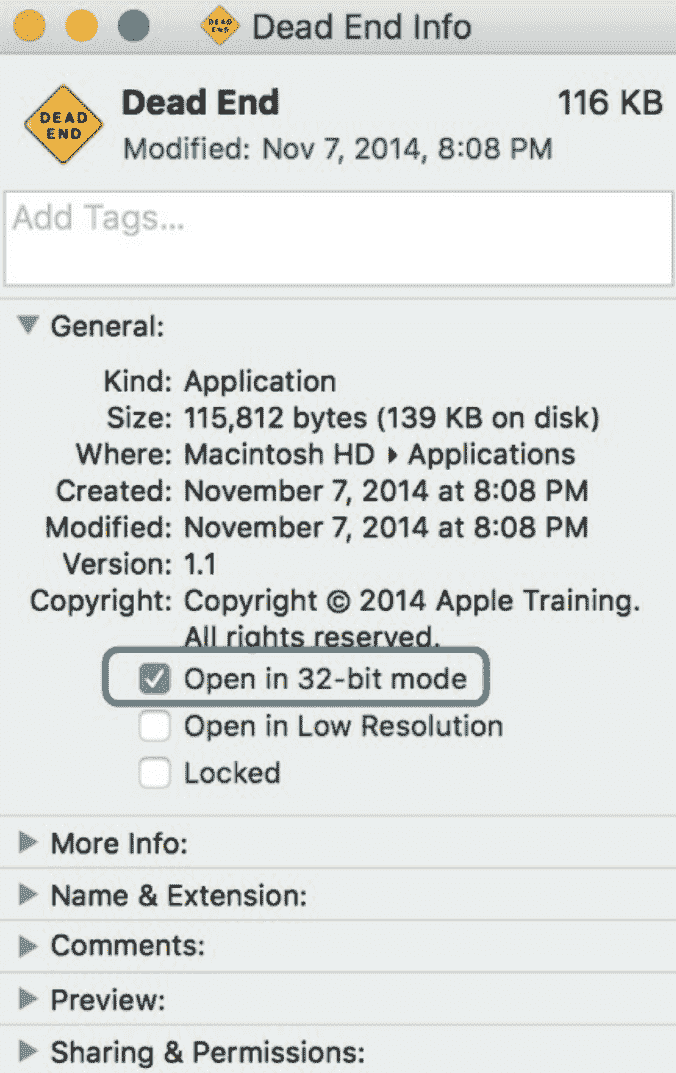 DEAD
END
Dead End Info
DEAD
END
Dead End
116 KB
Modified: Nov 7, 2014, 8:08 PM
Add Tags...
General:
Kind: Application
Size: 115,812 bytes (139 KB on disk)
Where: Macintosh HD ▸ Applications
Created: November 7, 2014 at 8:08 PM
Modified: November 7, 2014 at 8:08 PM
Version: 1.1
Copyright: Copyright © 2014 Apple Training.
All rights reserved.
Open in 32-bit mode
Open in Low Resolution
Locked
More Info:
Name & Extension:
Comments:
Preview:
Sharing & Permissions: